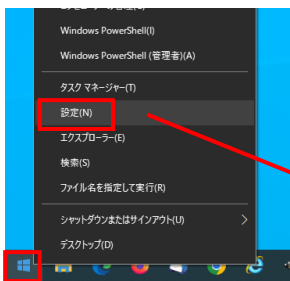 Windows PowerShell(I)
Windows PowerShell (管理者)(A)
タスク マネージャー(T)
設定(N)
エクスプローラー(E)
検索(S)
ファイル名を指定して実行(R)
シャットダウンまたはサインアウト(U)
デスクトップ(D)